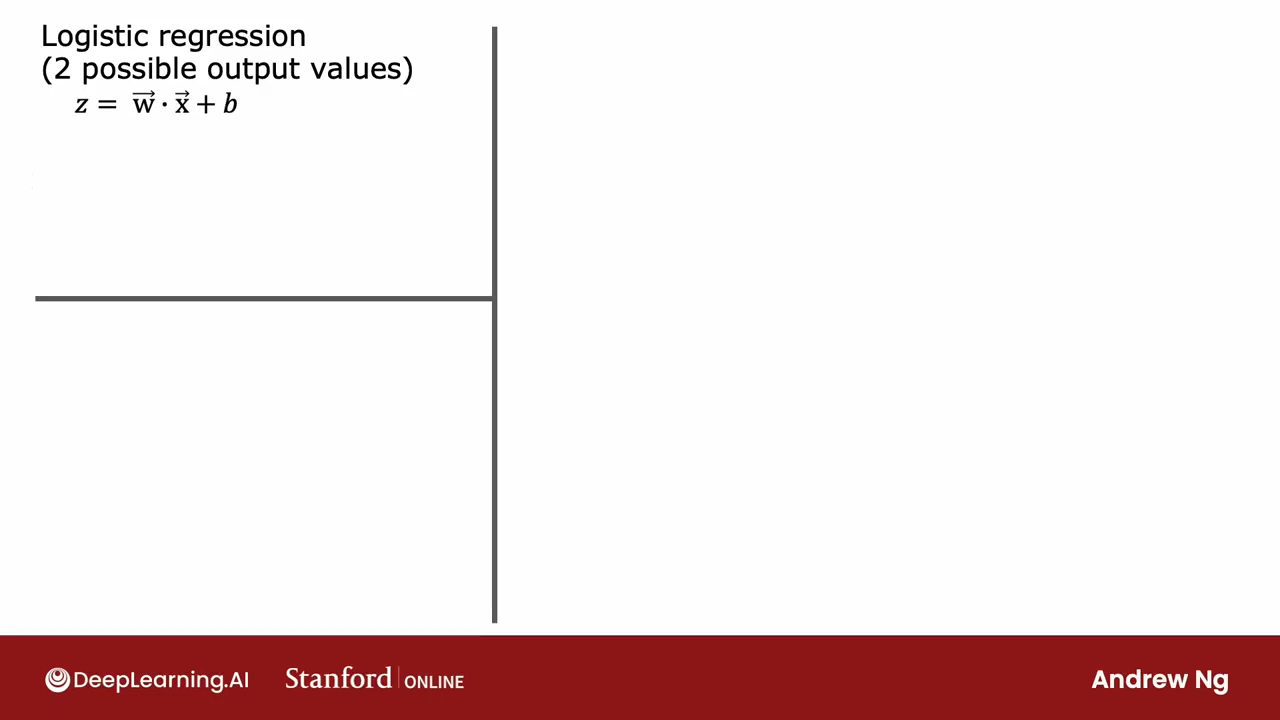 Logistic regression
(2 possible output values)
z = w⃗ · x⃗ + b
DeepLearning.AI
Stanford | ONLINE
Andrew Ng